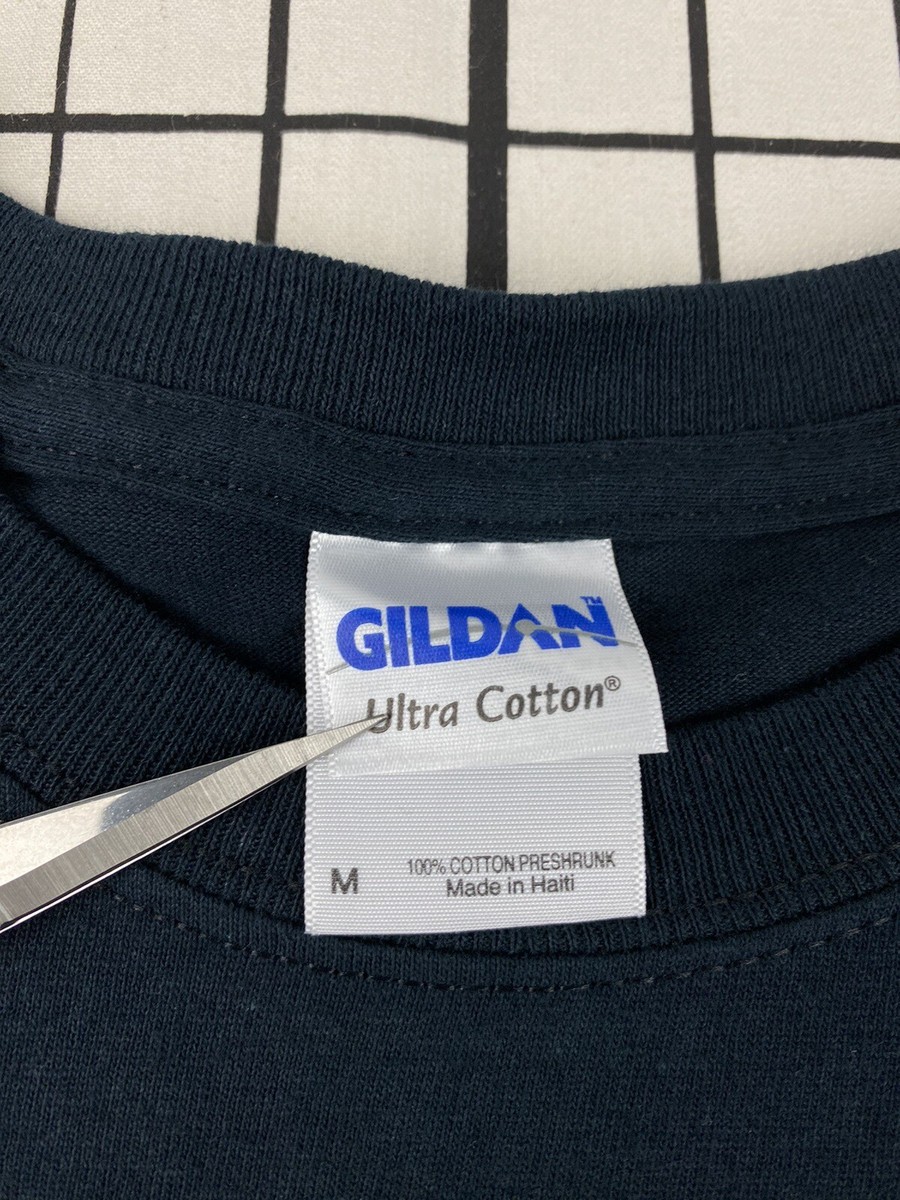 GILDAN™
Ultra Cotton®
M
100% COTTON PRESHRUNK
Made in Haiti